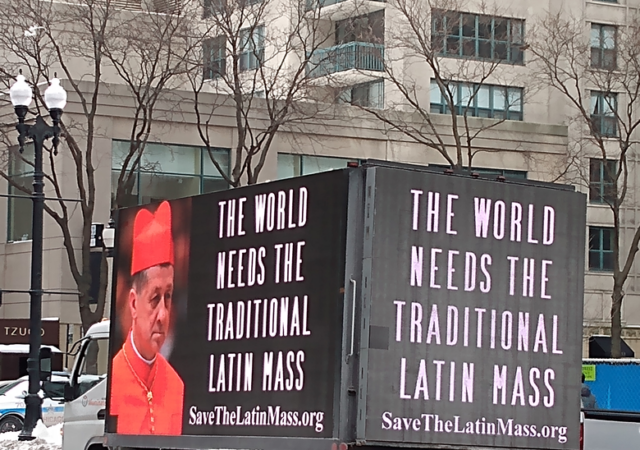 THE WORLD
NEEDS THE
TRADITIONAL
LATIN MASS
SaveTheLatinMass.org
THE WORLD
NEEDS THE
TRADITIONAL
LATIN MASS
SaveTheLatinMass.org